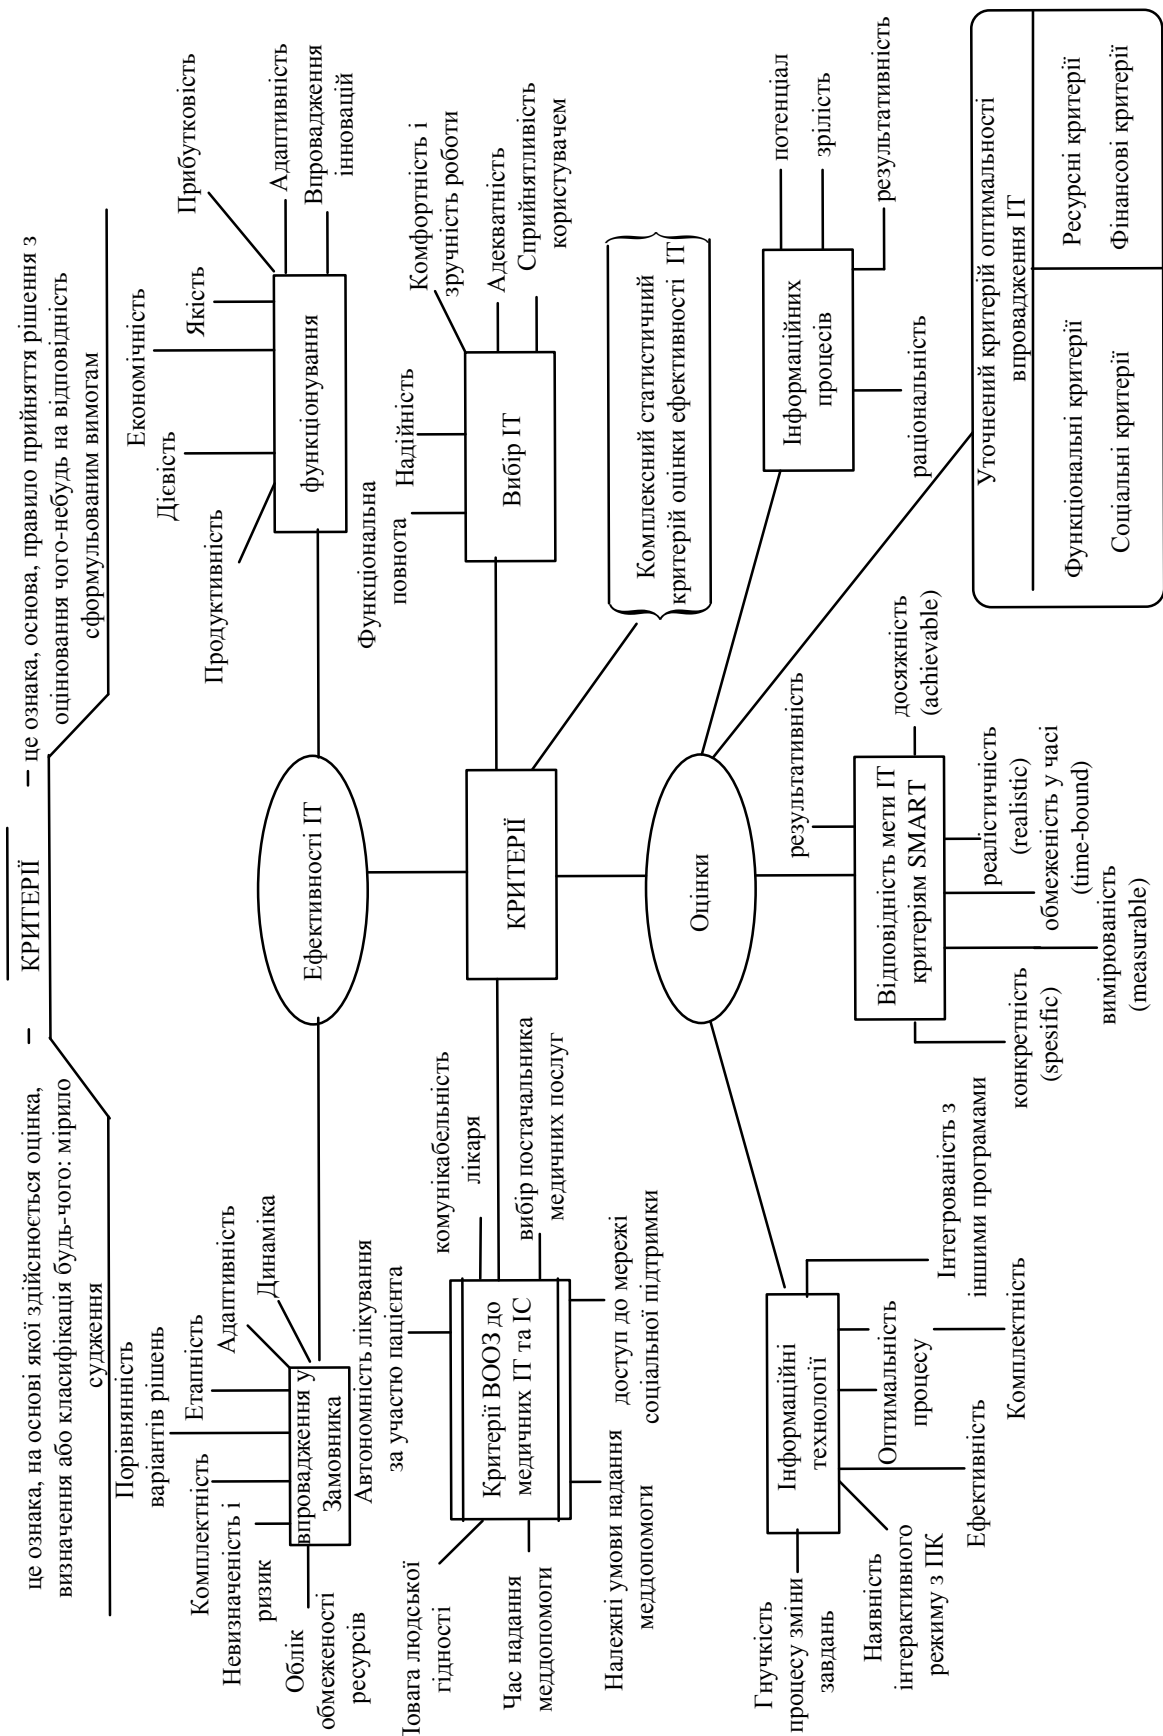 КРИТЕРІЇ
це ознака, на основі якої здійснюється оцінка, –
визначення або класифікація будь-чого: мірило
судження
– це ознака, основа, правило прийняття рішення з
оцінювання чого-небудь на відповідність
сформульованим вимогам
Порівнянність
варіантів рішень
Комплектність
Етапність
Адаптивність
Динаміка
Невизначеність і
ризик
Облік
обмеженості
ресурсів
впровадження у
Замовника
Ефективності ІТ
Продуктивність
Дієвість
Економічність
Якість
Прибутковість
Адаптивність
Впровадження
інновацій
функціонування
Автономність лікування
за участю пацієнта
комунікабельність
лікаря
вибір постачальника
медичних послуг
Критерії ВООЗ до
медичних ІТ та ІС
гідності
людської
Час надання
меддопомоги
Належні умови надання
меддопомоги
доступ до мережі
соціальної підтримки
КРИТЕРІЇ
Функціональна
повнота
Надійність
Комфортність і
зручність роботи
Адекватність
Сприйнятливість
користувачем
Вибір ІТ
Комплексний статистичний
критерій оцінки ефективності ІТ
Оцінки
Інформаційні
технології
Гнучкість
процесу зміни
завдань
Наявність
інтерактивного
режиму з ПК
Ефективність
Оптимальність
процесу
Комплектність
Інтегрованість з
іншими програмами
результативність
Відповідність мети ІТ
критеріям SMART
конкретність
(spesific)
вимірюваність
(measurable)
обмеженість у часі
(time-bound)
реалістичність
(realistic)
досяжність
(achievable)
Інформаційних
процесів
потенціал
зрілість
результативність
раціональність
Уточнений критерій оптимальності
впровадження ІТ
Функціональні критерії
Соціальні критерії
Ресурсні критерії
Фінансові критерії